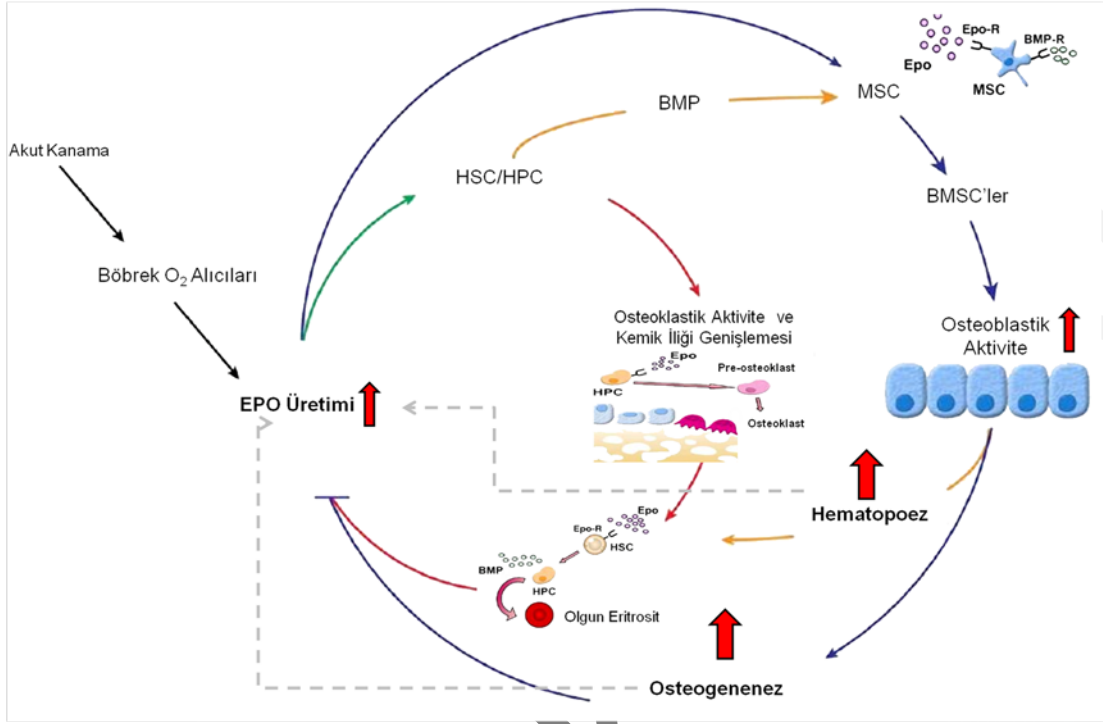 Epo
Epo-R
BMP-R
MSC
MSC
BMP
Akut Kanama
HSC/HPC
BMSC'ler
Böbrek O₂ Alıcıları
Osteoklastik Aktivite ve
Kemik İliği Genişlemesi
Epo
HPC
Pre-osteoklast
Osteoklast
Osteoblastik
Aktivite
EPO Üretimi
Hematopoez
Epo
Epo-R
HSC
BMP
HPC
Olgun Eritrosit
Osteogenenez